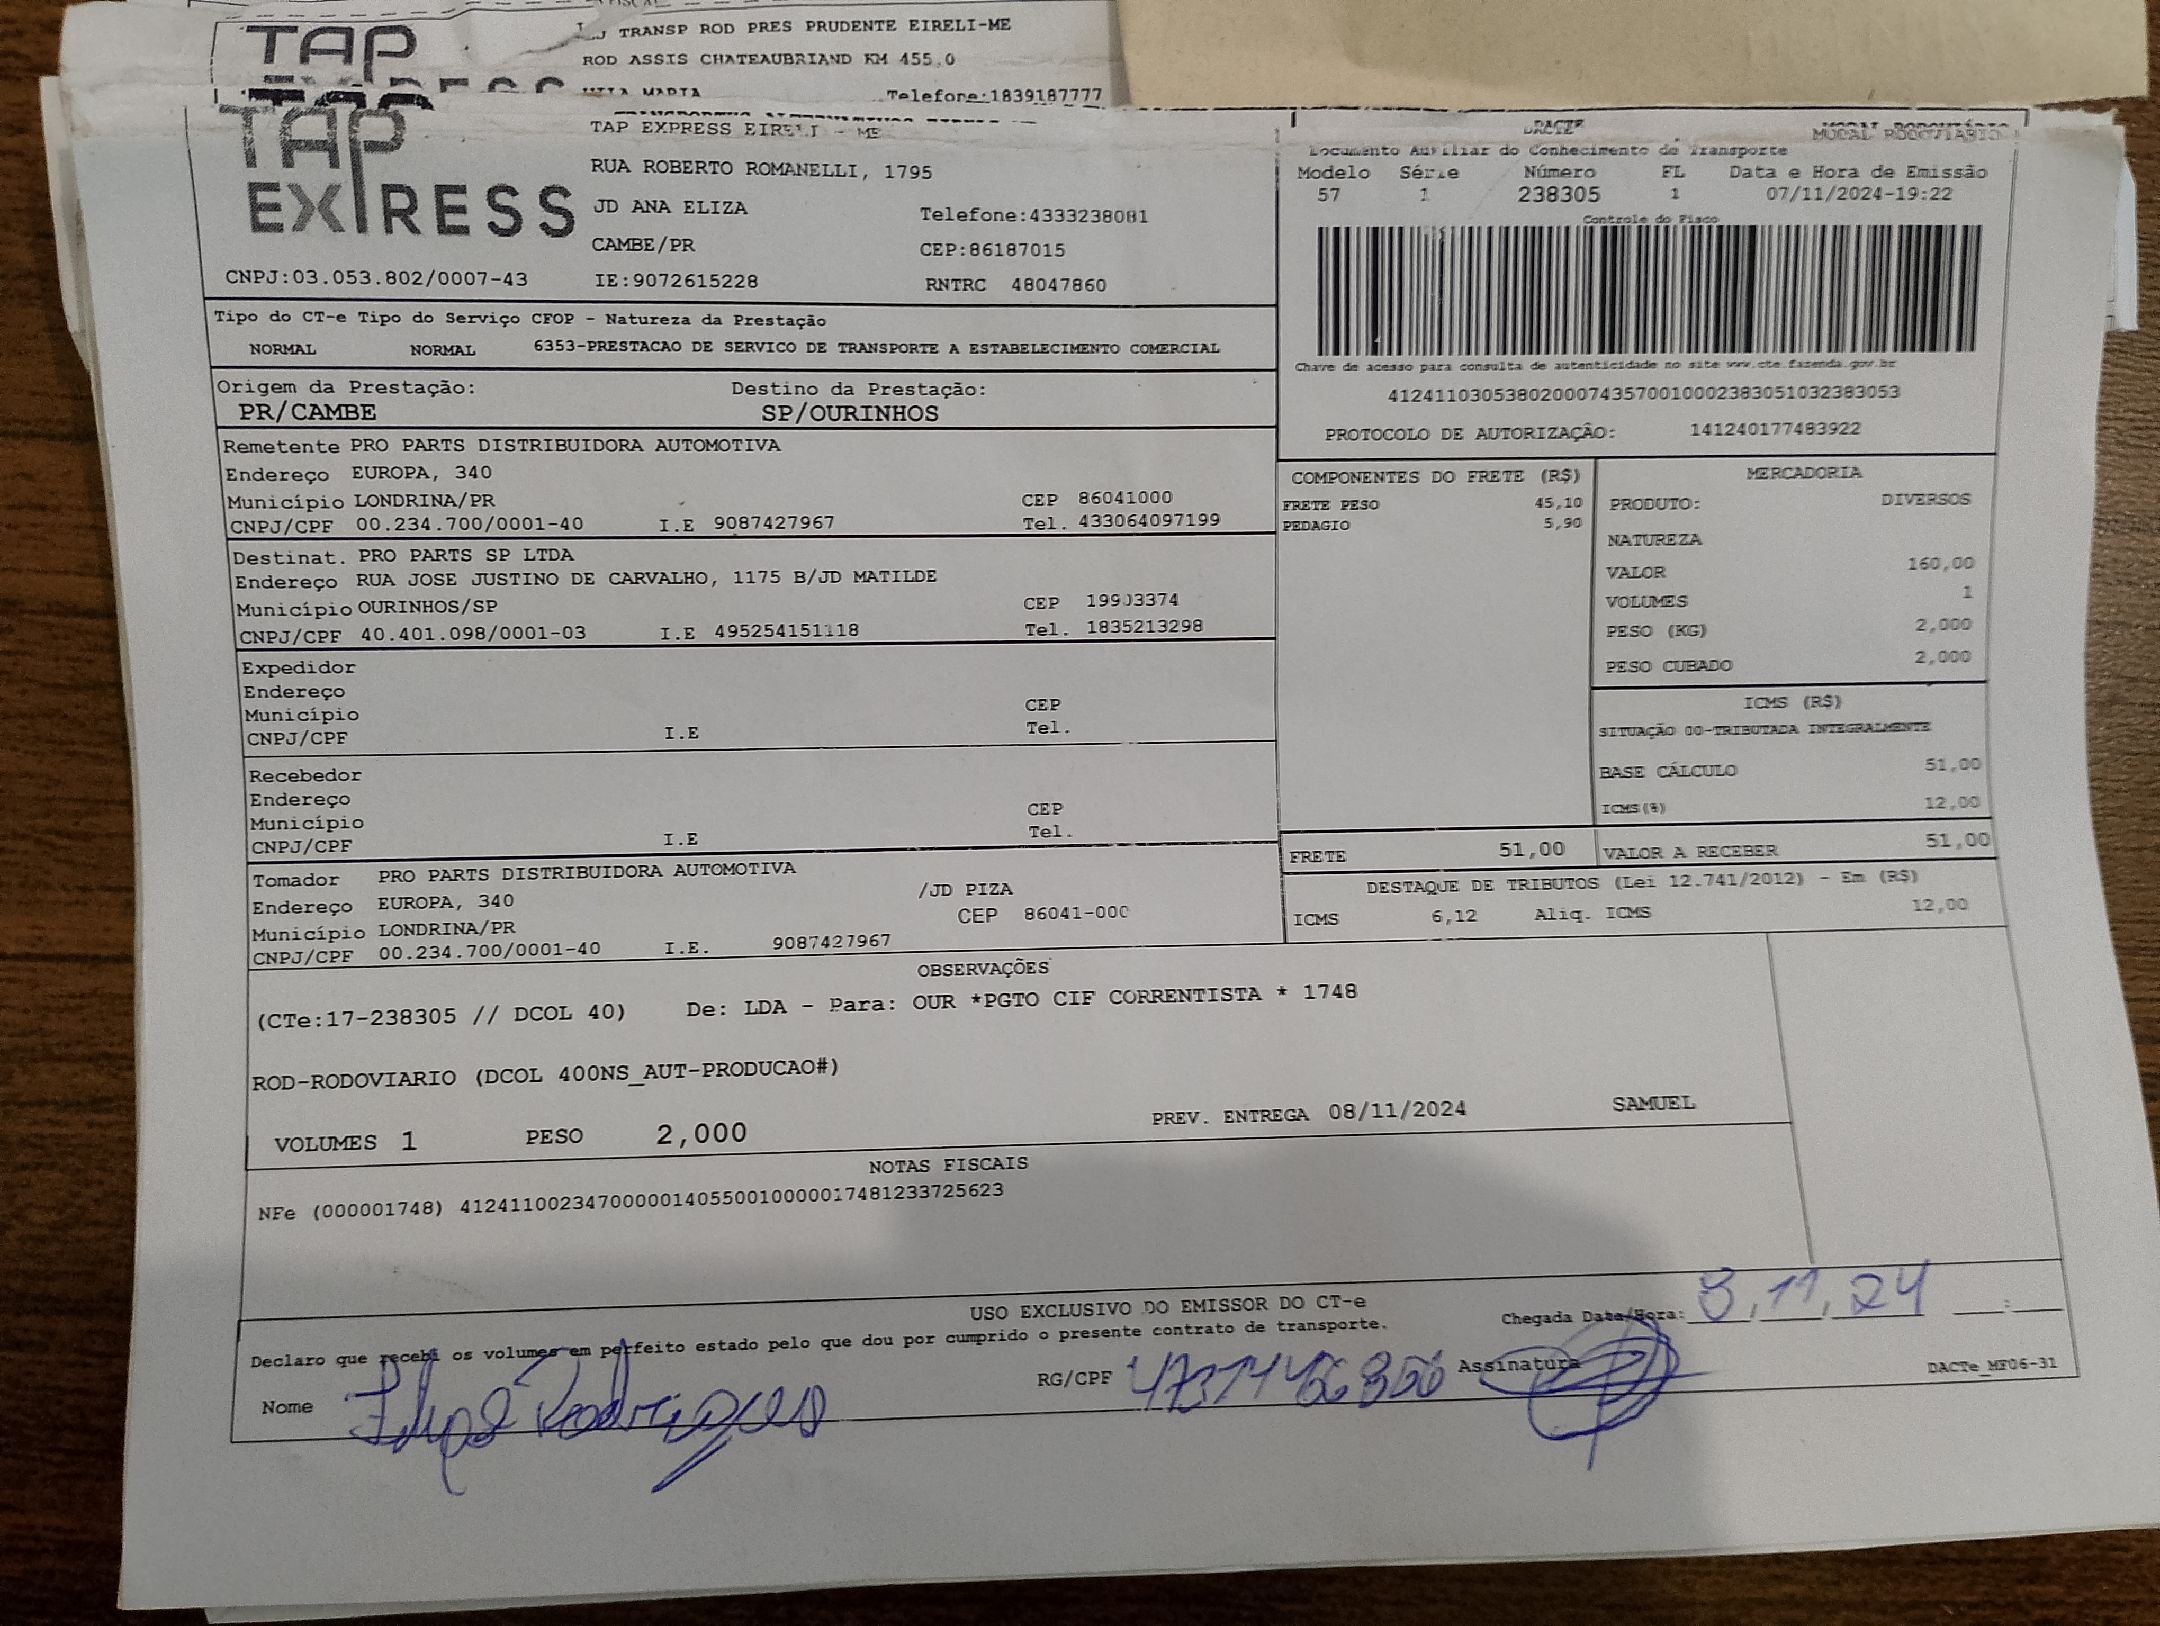 TAP
TRANSP ROD PRES PRUDENTE EIRELI-ME
ROD ASSIS CHATEAUBRIAND KM 455.0
Telefone:1839187777
TAP EXPRESS
TAP EXPRESS EIRELI - ME
RUA ROBERTO ROMANELLI, 1795
JD ANA ELIZA Telefone:4333238081
CAMBE/PR CEP:86187015
CNPJ:03.053.802/0007-43 IE:9072615228 RNTRC 48047860
DACTE MODAL RODOVIÁRIO
Documento Auxiliar do Conhecimento de Transporte
Modelo Série Número FL Data e Hora de Emissão
57 1 238305 1 07/11/2024-19:22
Controle do Fisco
Chave de acesso para consulta de autenticidade no site www.cte.fazenda.gov.br
41241103053802000743570010002383051032383053
PROTOCOLO DE AUTORIZAÇÃO: 141240177483922
Tipo do CT-e Tipo do Serviço CFOP - Natureza da Prestação
NORMAL NORMAL 6353-PRESTACAO DE SERVICO DE TRANSPORTE A ESTABELECIMENTO COMERCIAL
Origem da Prestação: Destino da Prestação:
PR/CAMBE SP/OURINHOS
Remetente PRO PARTS DISTRIBUIDORA AUTOMOTIVA
Endereço EUROPA, 340
Município LONDRINA/PR CEP 86041000
CNPJ/CPF 00.234.700/0001-40 I.E 9087427967 Tel. 433064097199
Destinat. PRO PARTS SP LTDA
Endereço RUA JOSE JUSTINO DE CARVALHO, 1175 B/JD MATILDE
Município OURINHOS/SP CEP 19903374
CNPJ/CPF 40.401.098/0001-03 I.E 495254151118 Tel. 1835213298
Expedidor
Endereço
Município CEP
CNPJ/CPF I.E Tel.
Recebedor
Endereço
Município CEP
CNPJ/CPF I.E Tel.
Tomador PRO PARTS DISTRIBUIDORA AUTOMOTIVA
Endereço EUROPA, 340 /JD PIZA
Município LONDRINA/PR CEP 86041-000
CNPJ/CPF 00.234.700/0001-40 I.E. 9087427967
COMPONENTES DO FRETE (R$)
FRETE PESO 45,10
PEDAGIO 5,90
MERCADORIA
PRODUTO: DIVERSOS
NATUREZA
VALOR 160,00
VOLUMES 1
PESO (KG) 2,000
PESO CUBADO 2,000
ICMS (R$)
SITUAÇÃO 00-TRIBUTADA INTEGRALMENTE
BASE CÁLCULO 51,00
ICMS(%) 12,00
FRETE 51,00 VALOR A RECEBER 51,00
DESTAQUE DE TRIBUTOS (Lei 12.741/2012) - Em (R$)
ICMS 6,12 Aliq. ICMS 12,00
OBSERVAÇÕES
(CTe:17-238305 // DCOL 40) De: LDA - Para: OUR *PGTO CIF CORRENTISTA * 1748
ROD-RODOVIARIO (DCOL 400NS_AUT-PRODUCAO#)
VOLUMES 1 PESO 2,000 PREV. ENTREGA 08/11/2024 SAMUEL
NOTAS FISCAIS
NFe (000001748) 41241100234700000140550010000017481233725623
USO EXCLUSIVO DO EMISSOR DO CT-e
Chegada Data/Hora: 8, 11, 24 ___:___
Declaro que recebi os volumes em perfeito estado pelo que dou por cumprido o presente contrato de transporte.
Nome Felipe Rodrigues RG/CPF Assinatura DACTe_MF06-31